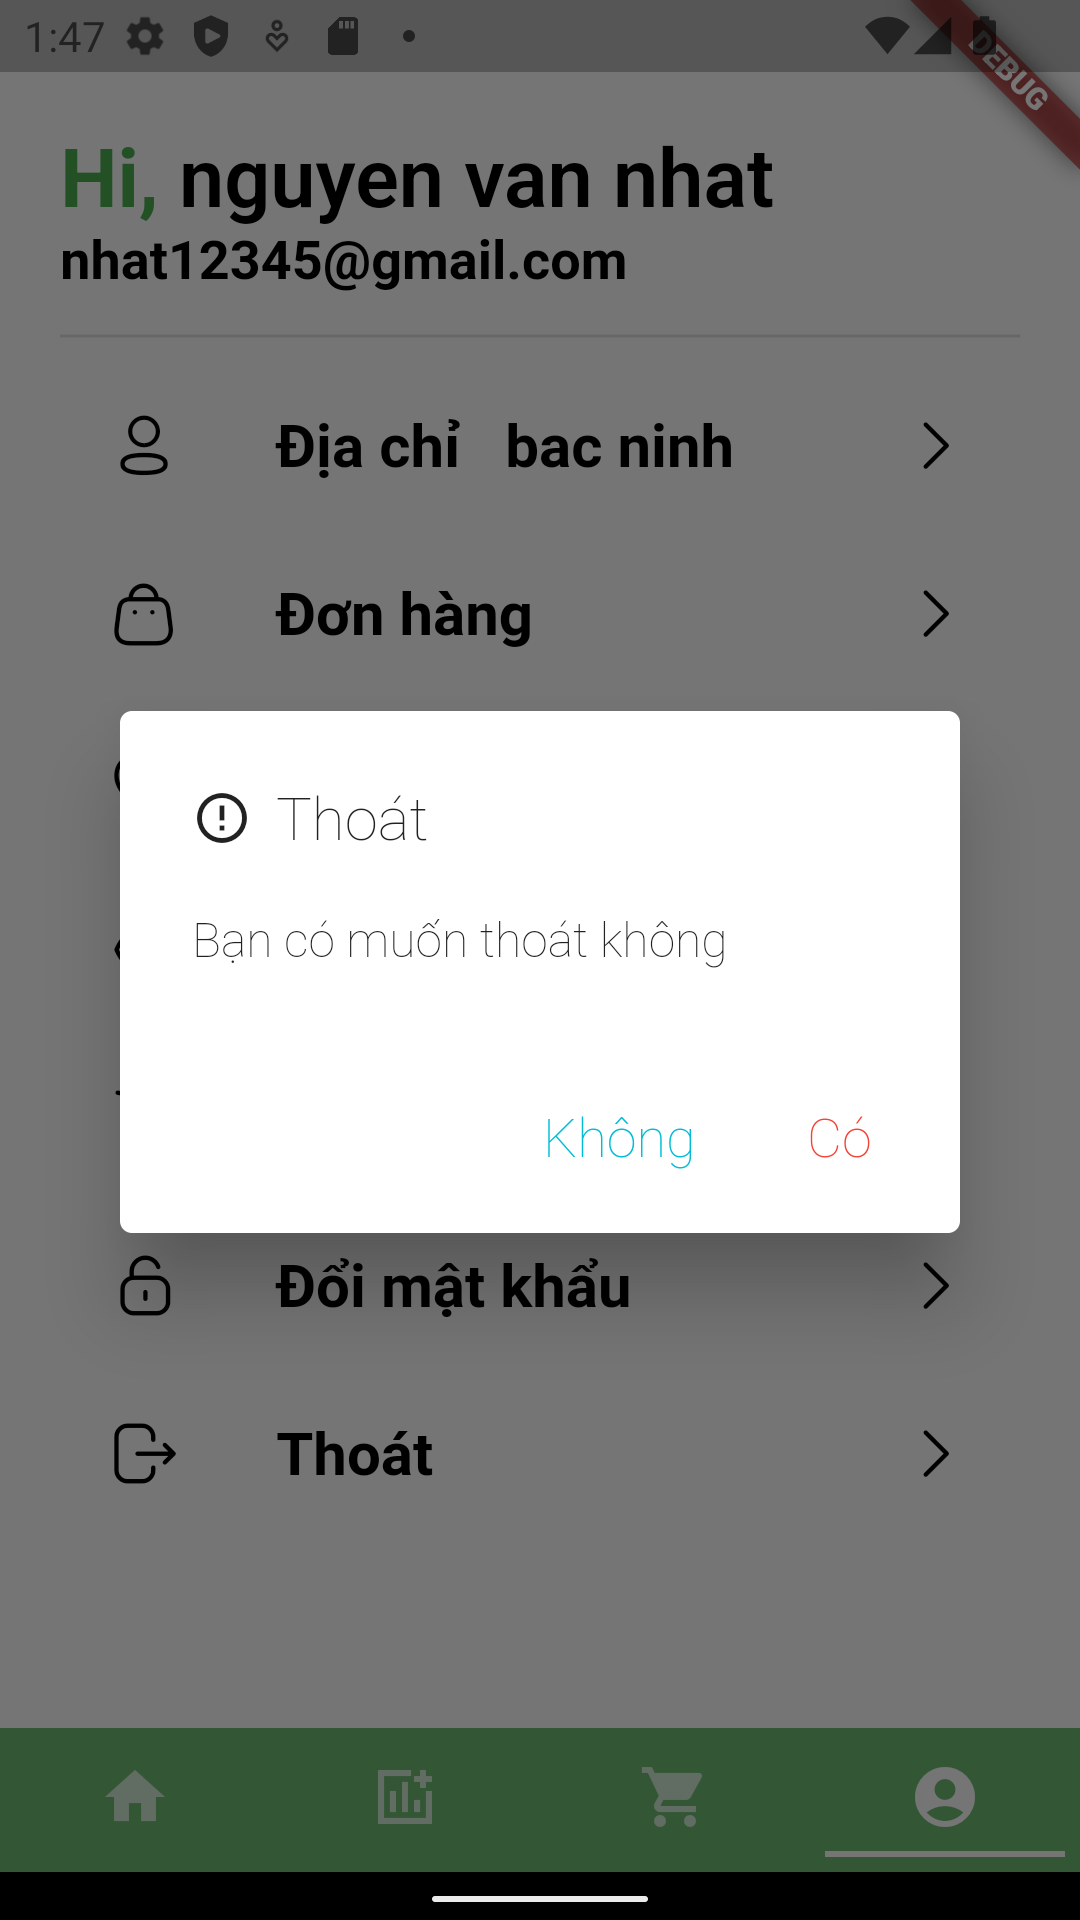 1:47
DEBUG
Hi, nguyen van nhat
nhat12345@gmail.com
Địa chỉ bac ninh
Đơn hàng
Thoát
Bạn có muốn thoát không
Không Có
Đổi mật khẩu
Thoát